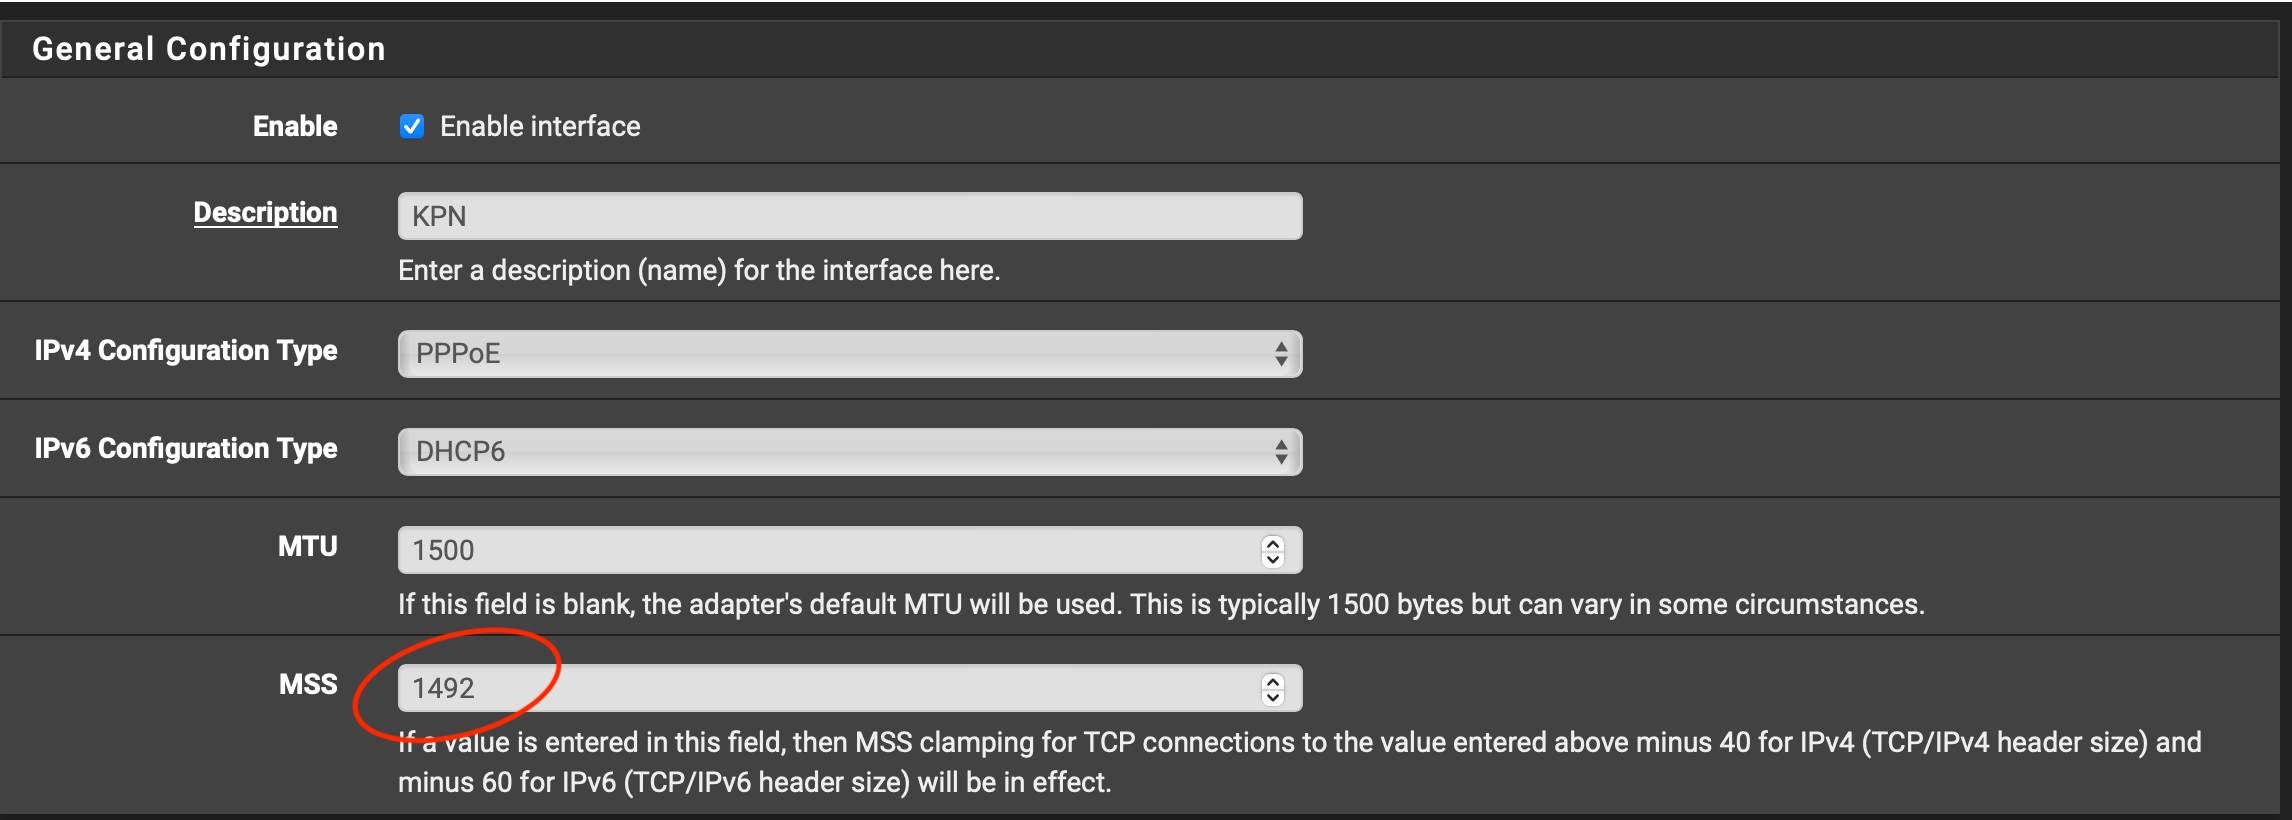 General Configuration
Enable
Enable interface
Description
KPN
Enter a description (name) for the interface here.
IPv4 Configuration Type
PPPoE
IPv6 Configuration Type
DHCP6
MTU
1500
If this field is blank, the adapter's default MTU will be used. This is typically 1500 bytes but can vary in some circumstances.
MSS
1492
If a value is entered in this field, then MSS clamping for TCP connections to the value entered above minus 40 for IPv4 (TCP/IPv4 header size) and
minus 60 for IPv6 (TCP/IPv6 header size) will be in effect.